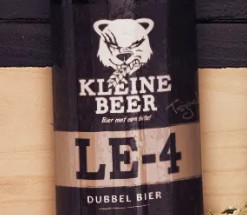 KLEINE
BEER
Bier met een bite!
LE-4
DUBBEL BIER